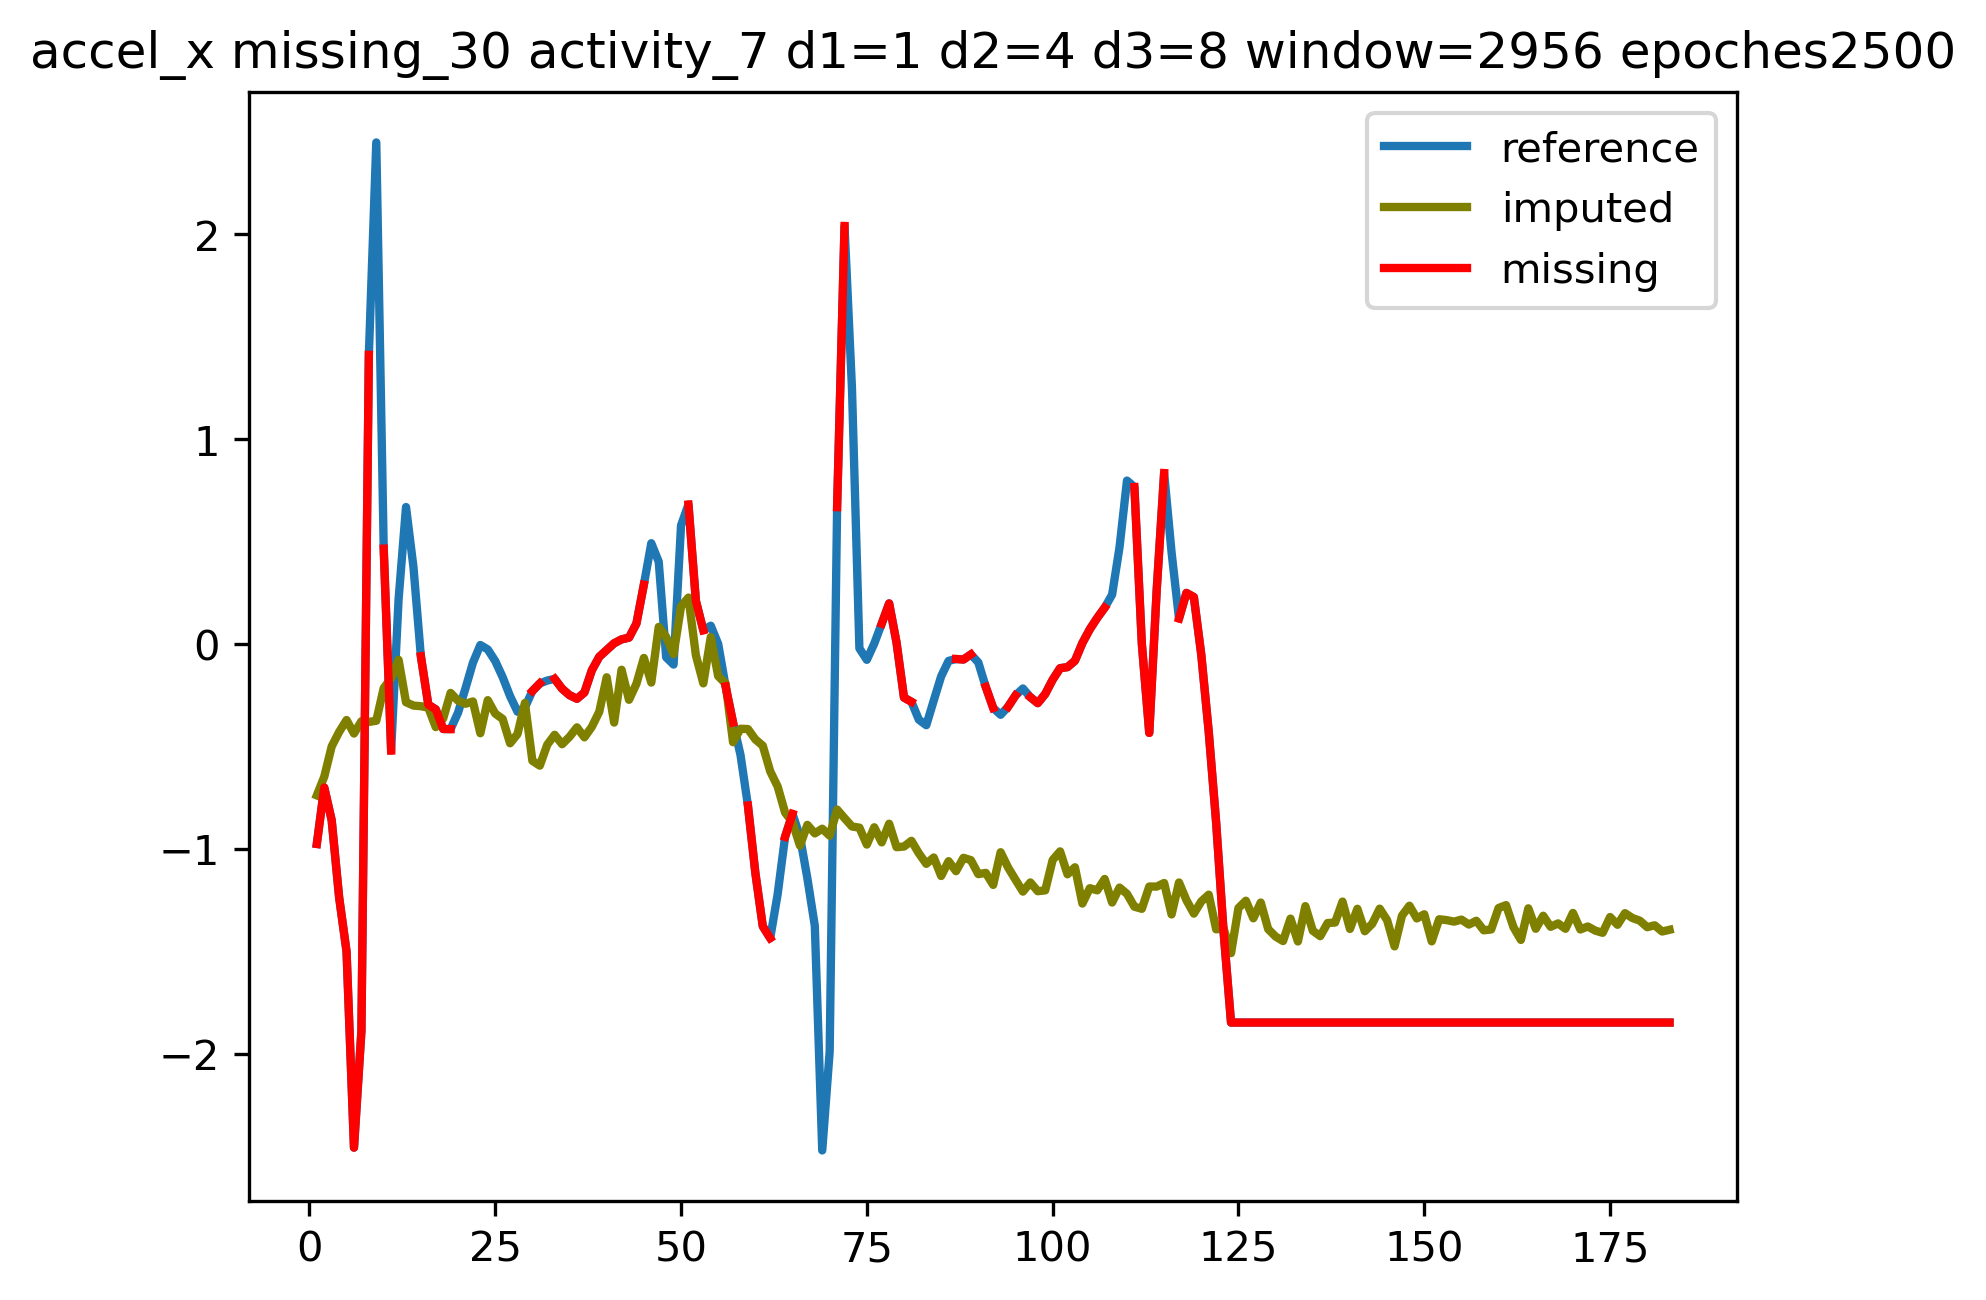 accel_x missing_30 activity_7 d1=1 d2=4 d3=8 window=2956 epoches2500
reference
imputed
missing
2
1
0
−1
−2
0 25 50 75 100 125 150 175